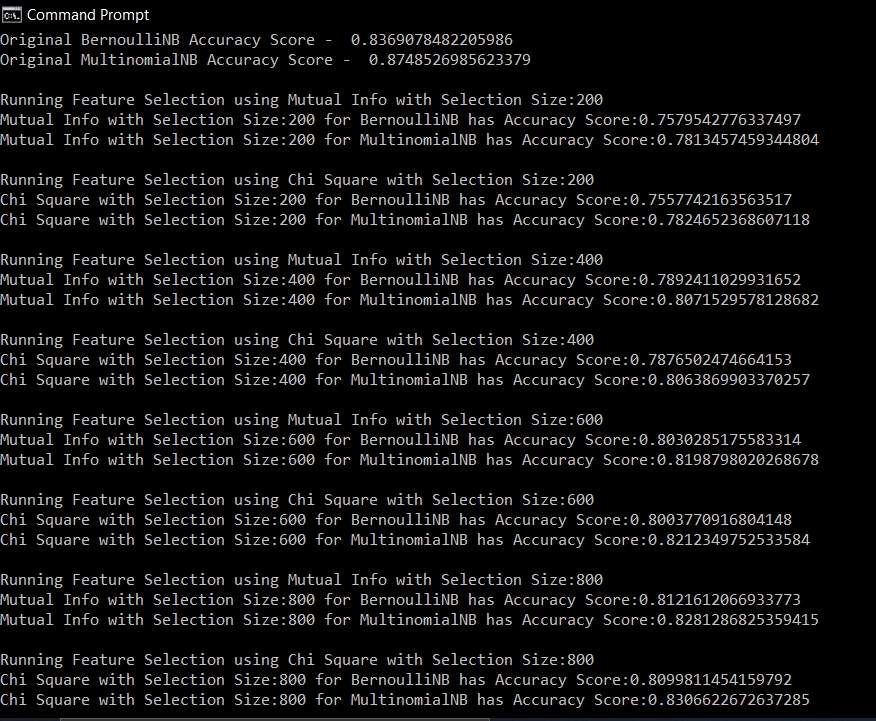 Command Prompt
Original BernoulliNB Accuracy Score -  0.8369078482205986
Original MultinomialNB Accuracy Score -  0.8748526985623379
Running Feature Selection using Mutual Info with Selection Size:200
Mutual Info with Selection Size:200 for BernoulliNB has Accuracy Score:0.7579542776337497
Mutual Info with Selection Size:200 for MultinomialNB has Accuracy Score:0.7813457459344804
Running Feature Selection using Chi Square with Selection Size:200
Chi Square with Selection Size:200 for BernoulliNB has Accuracy Score:0.7557742163563517
Chi Square with Selection Size:200 for MultinomialNB has Accuracy Score:0.7824652368607118
Running Feature Selection using Mutual Info with Selection Size:400
Mutual Info with Selection Size:400 for BernoulliNB has Accuracy Score:0.7892411029931652
Mutual Info with Selection Size:400 for MultinomialNB has Accuracy Score:0.8071529578128682
Running Feature Selection using Chi Square with Selection Size:400
Chi Square with Selection Size:400 for BernoulliNB has Accuracy Score:0.7876502474664153
Chi Square with Selection Size:400 for MultinomialNB has Accuracy Score:0.8063869903370257
Running Feature Selection using Mutual Info with Selection Size:600
Mutual Info with Selection Size:600 for BernoulliNB has Accuracy Score:0.8030285175583314
Mutual Info with Selection Size:600 for MultinomialNB has Accuracy Score:0.8198798020268678
Running Feature Selection using Chi Square with Selection Size:600
Chi Square with Selection Size:600 for BernoulliNB has Accuracy Score:0.8003770916804148
Chi Square with Selection Size:600 for MultinomialNB has Accuracy Score:0.8212349752533584
Running Feature Selection using Mutual Info with Selection Size:800
Mutual Info with Selection Size:800 for BernoulliNB has Accuracy Score:0.8121612066933773
Mutual Info with Selection Size:800 for MultinomialNB has Accuracy Score:0.8281286825359415
Running Feature Selection using Chi Square with Selection Size:800
Chi Square with Selection Size:800 for BernoulliNB has Accuracy Score:0.8099811454159792
Chi Square with Selection Size:800 for MultinomialNB has Accuracy Score:0.8306622672637285